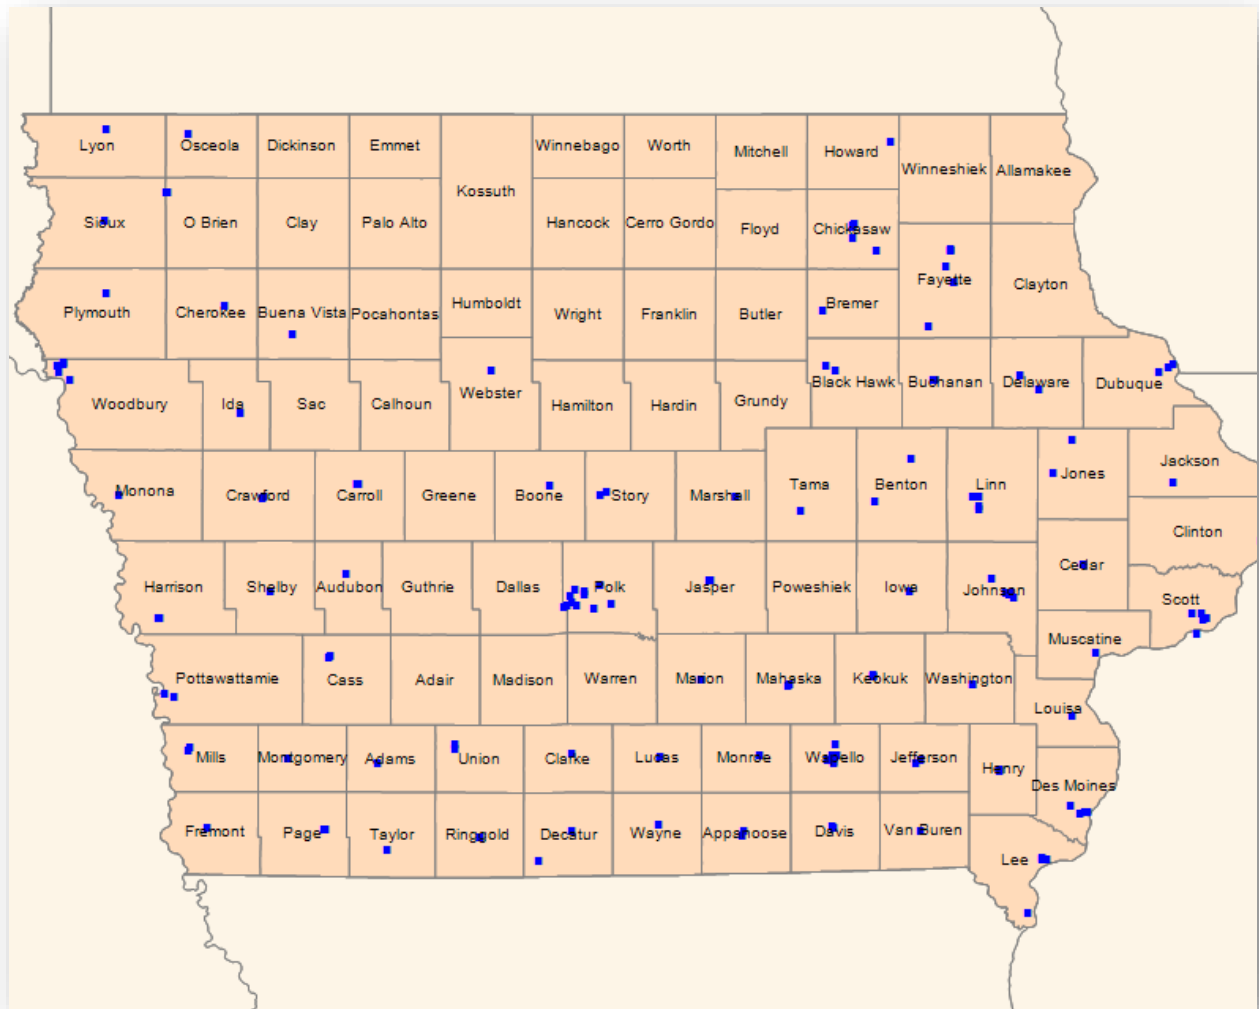 Lyon
Osceola
Dickinson
Emmet
Kossuth
Winnebago
Worth
Mitchell
Howard
Winneshiek
Allamakee
Sioux
O Brien
Clay
Palo Alto
Hancock
Cerro Gordo
Floyd
Chickasaw
Fayette
Clayton
Plymouth
Cherokee
Buena Vista
Pocahontas
Humboldt
Wright
Franklin
Butler
Bremer
Woodbury
Ida
Sac
Calhoun
Webster
Hamilton
Hardin
Grundy
Black Hawk
Buchanan
Delaware
Dubuque
Monona
Crawford
Carroll
Greene
Boone
Story
Marshall
Tama
Benton
Linn
Jones
Jackson
Clinton
Harrison
Shelby
Audubon
Guthrie
Dallas
Polk
Jasper
Poweshiek
Iowa
Johnson
Cedar
Scott
Muscatine
Pottawattamie
Cass
Adair
Madison
Warren
Marion
Mahaska
Keokuk
Washington
Louisa
Mills
Montgomery
Adams
Union
Clarke
Lucas
Monroe
Wapello
Jefferson
Henry
Des Moines
Fremont
Page
Taylor
Ringgold
Decatur
Wayne
Appanoose
Davis
Van Buren
Lee